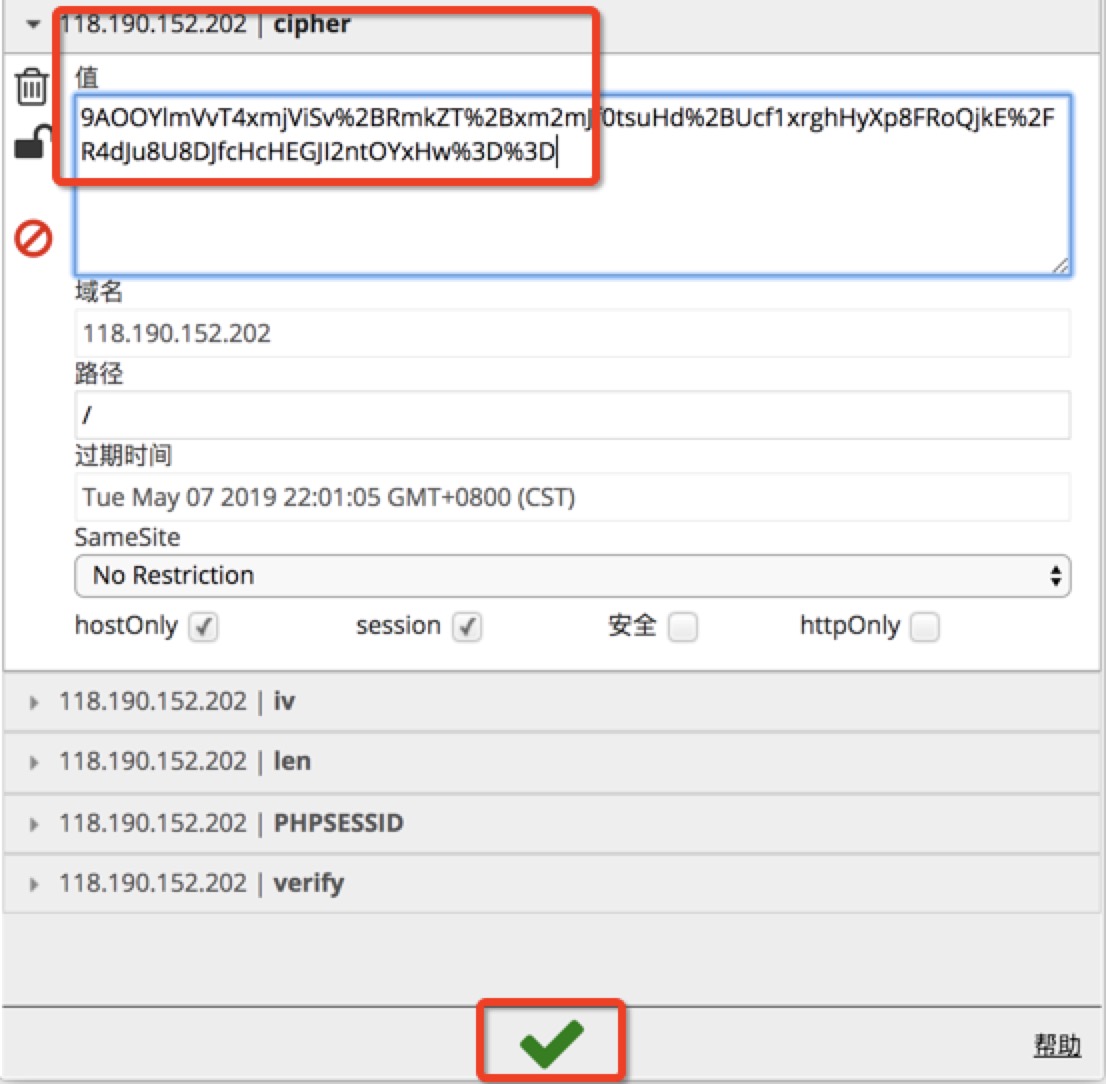 118.190.152.202 | cipher
值
9AOOYlmVvT4xmjViSv%2BRmkZT%2Bxm2mJf0tsuHd%2BUcf1xrghHyXp8FRoQjkE%2F
R4dJu8U8DJfcHcHEGJI2ntOYxHw%3D%3D
域名
118.190.152.202
路径
/
过期时间
Tue May 07 2019 22:01:05 GMT+0800 (CST)
SameSite
No Restriction
hostOnly session 安全 httpOnly
118.190.152.202 | iv
118.190.152.202 | len
118.190.152.202 | PHPSESSID
118.190.152.202 | verify
帮助